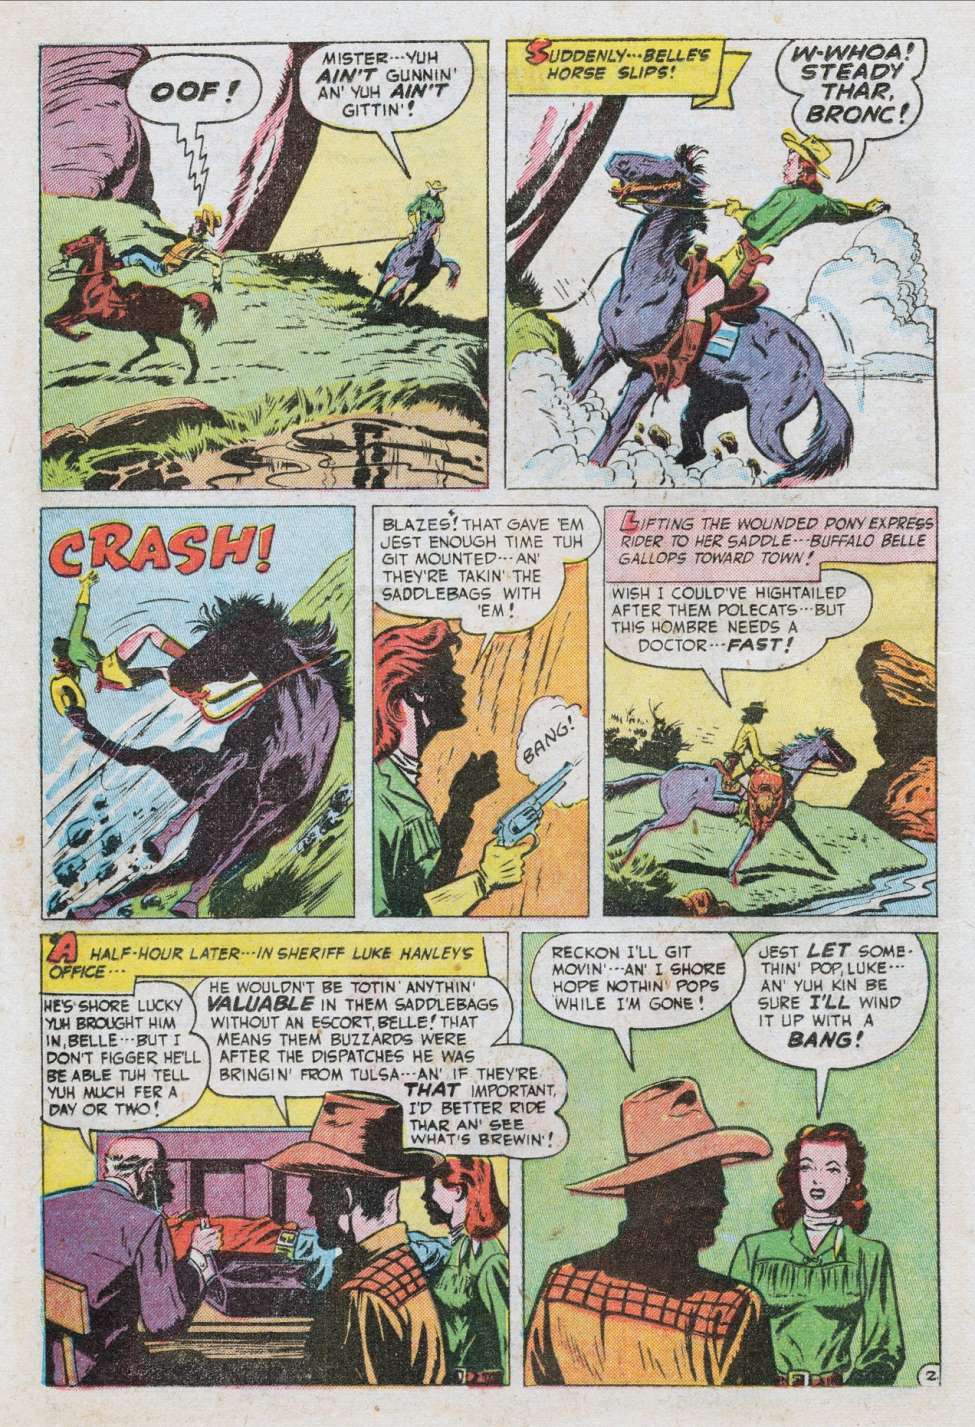 OOF!
MISTER---YUH
AIN'T GUNNIN'
AN' YUH AIN'T
GITTIN'!
SUDDENLY---BELLE'S
HORSE SLIPS!
W-WHOA!
STEADY
THAR,
BRONC!
CRASH!
BLAZES! THAT GAVE 'EM
JEST ENOUGH TIME TUH
GIT MOUNTED---AN'
THEY'RE TAKIN' THE
SADDLEBAGS WITH
'EM!
BANG!
LIFTING THE WOUNDED PONY EXPRESS
RIDER TO HER SADDLE---BUFFALO BELLE
GALLOPS TOWARD TOWN!
WISH I COULD'VE HIGHTAILED
AFTER THEM POLECATS---BUT
THIS HOMBRE NEEDS A
DOCTOR---FAST!
A HALF-HOUR LATER---IN SHERIFF LUKE HANLEY'S
OFFICE---
HE'S SHORE LUCKY
YUH BROUGHT HIM
IN, BELLE---BUT I
DON'T FIGGER HE'LL
BE ABLE TUH TELL
YUH MUCH FER A
DAY OR TWO!
HE WOULDN'T BE TOTIN' ANYTHIN'
VALUABLE IN THEM SADDLEBAGS
WITHOUT AN ESCORT, BELLE! THAT
MEANS THEM BUZZARDS WERE
AFTER THE DISPATCHES HE WAS
BRINGIN' FROM TULSA---AN' IF THEY'RE
THAT IMPORTANT,
I'D BETTER RIDE
THAR AN' SEE
WHAT'S BREWIN'!
RECKON I'LL GIT
MOVIN'---AN' I SHORE
HOPE NOTHIN' POPS
WHILE I'M GONE!
JEST LET SOME-
THIN' POP, LUKE---
AN' YUH KIN BE
SURE I'LL WIND
IT UP WITH A
BANG!
2